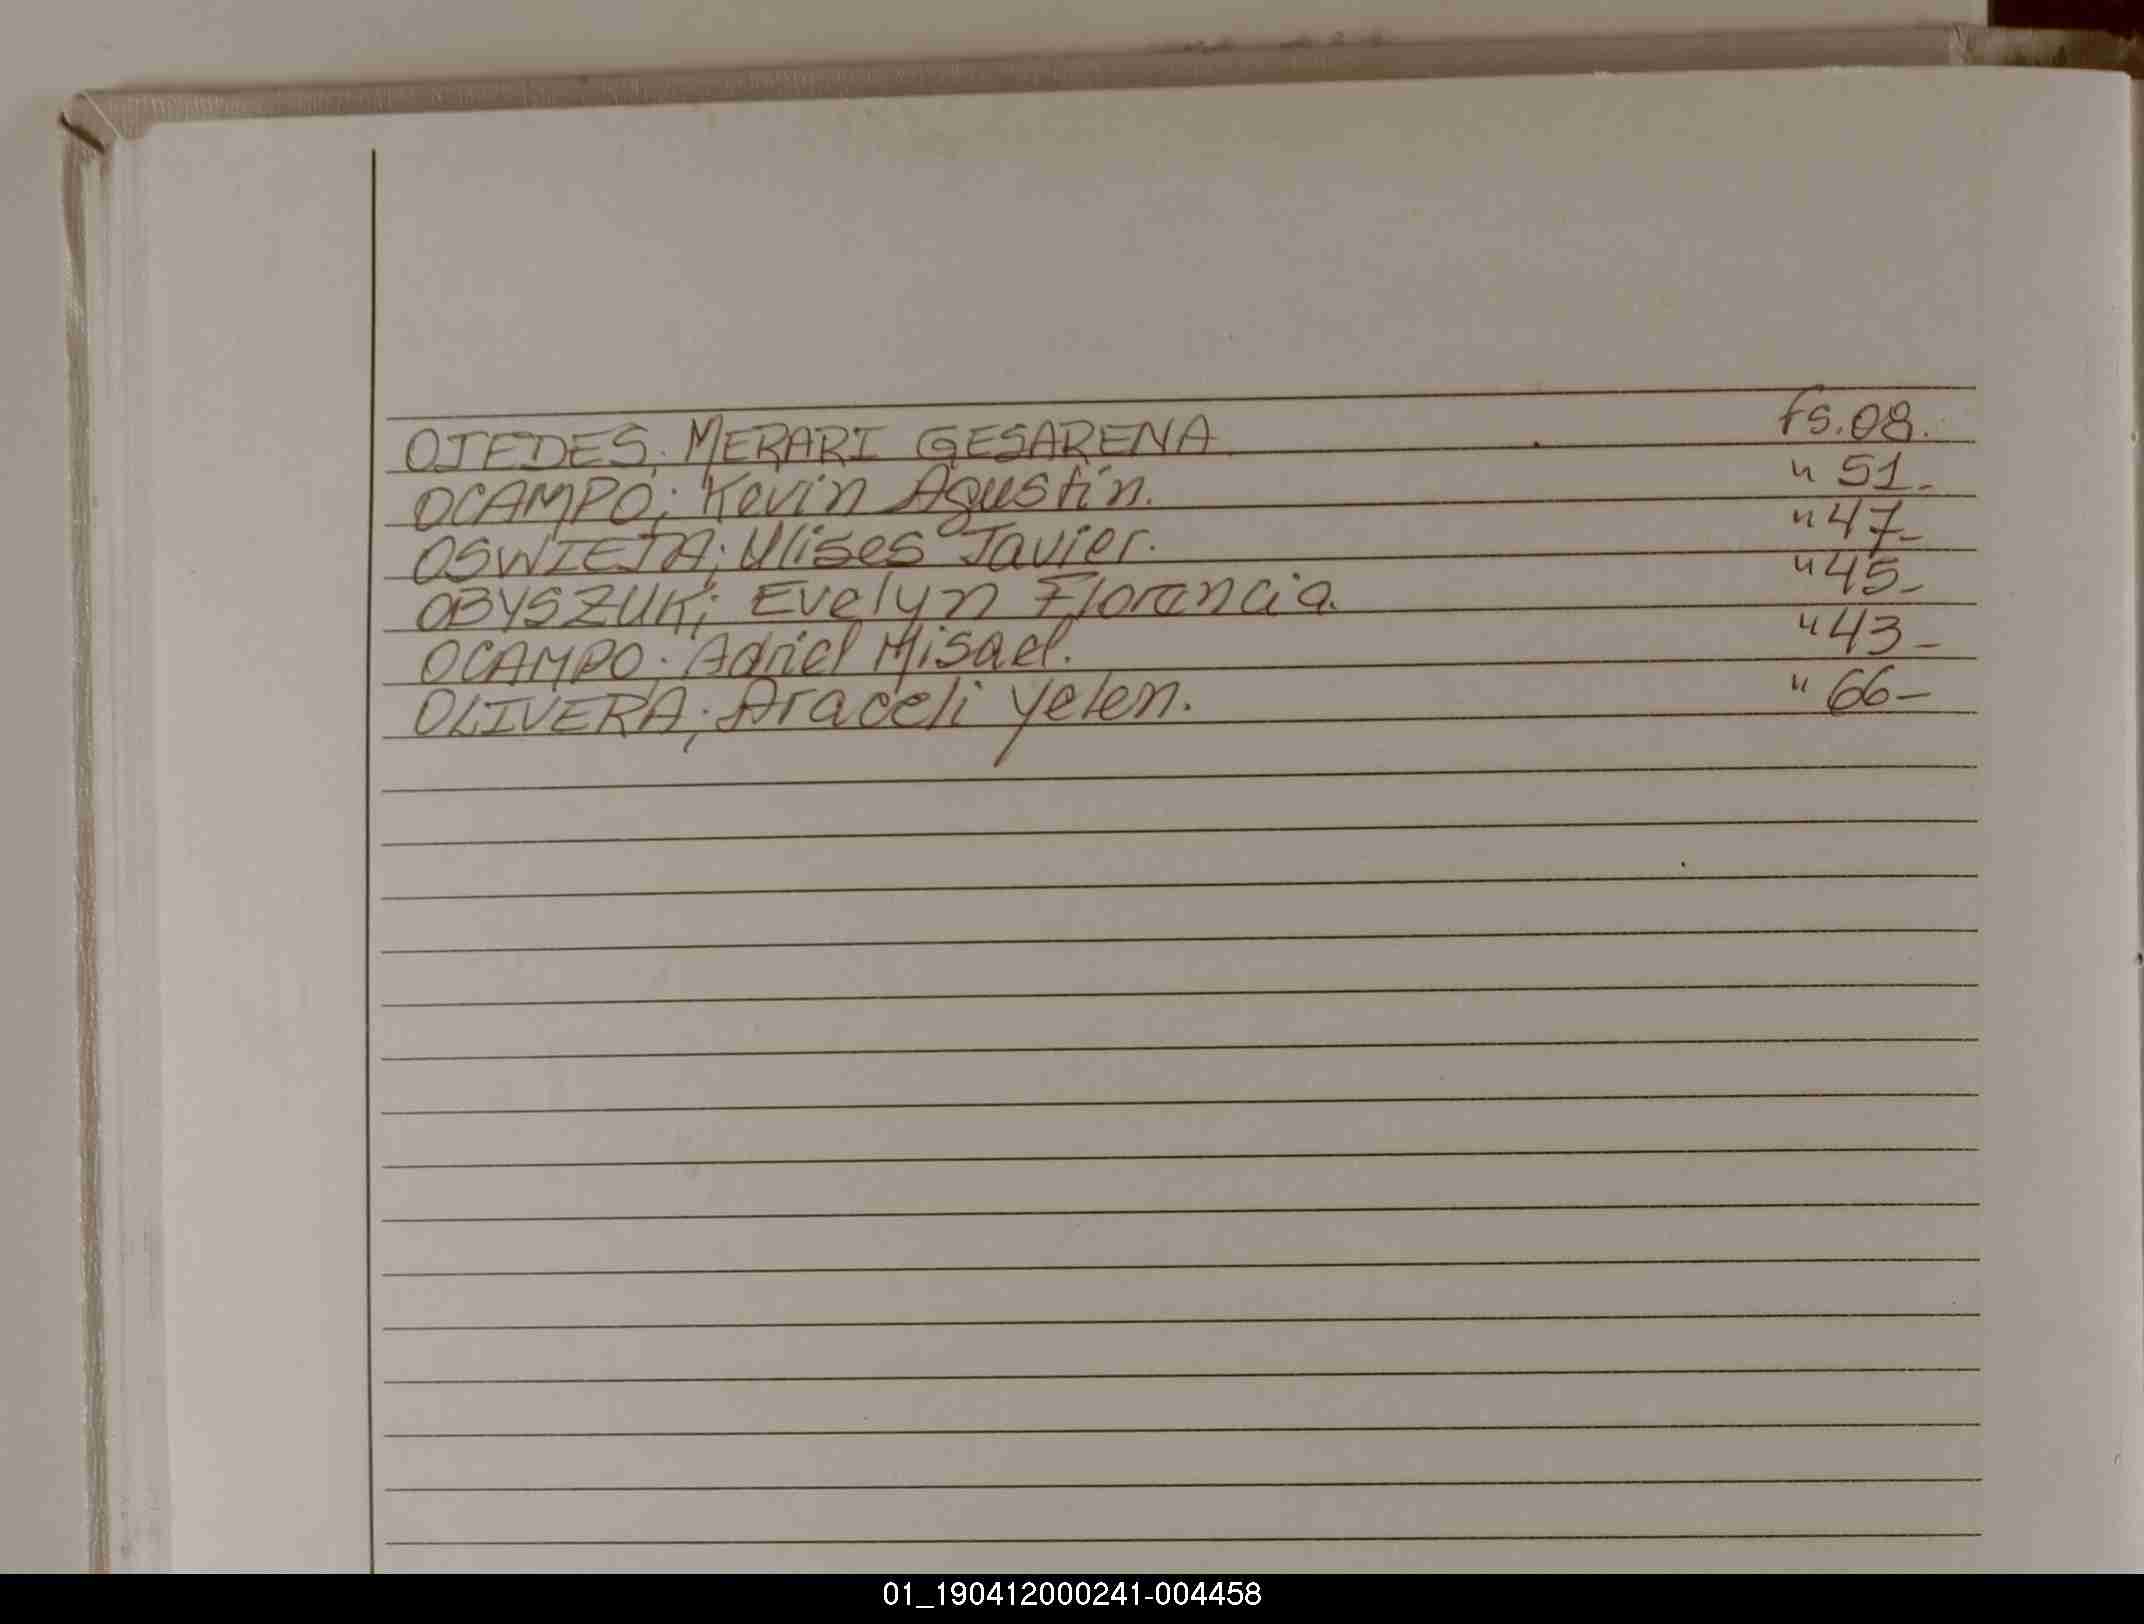 OJEDES; MERARI GESARENA fs. 08.
OCAMPO; Kevin Agustín. " 51-
OSWIEJA; Ulises Javier. " 47-
OBYSZUK; Evelyn Florencia. " 45-
OCAMPO; Adriel Misael. " 43-
OLIVERA; Araceli Yelen. " 66-
01_190412000241-004458